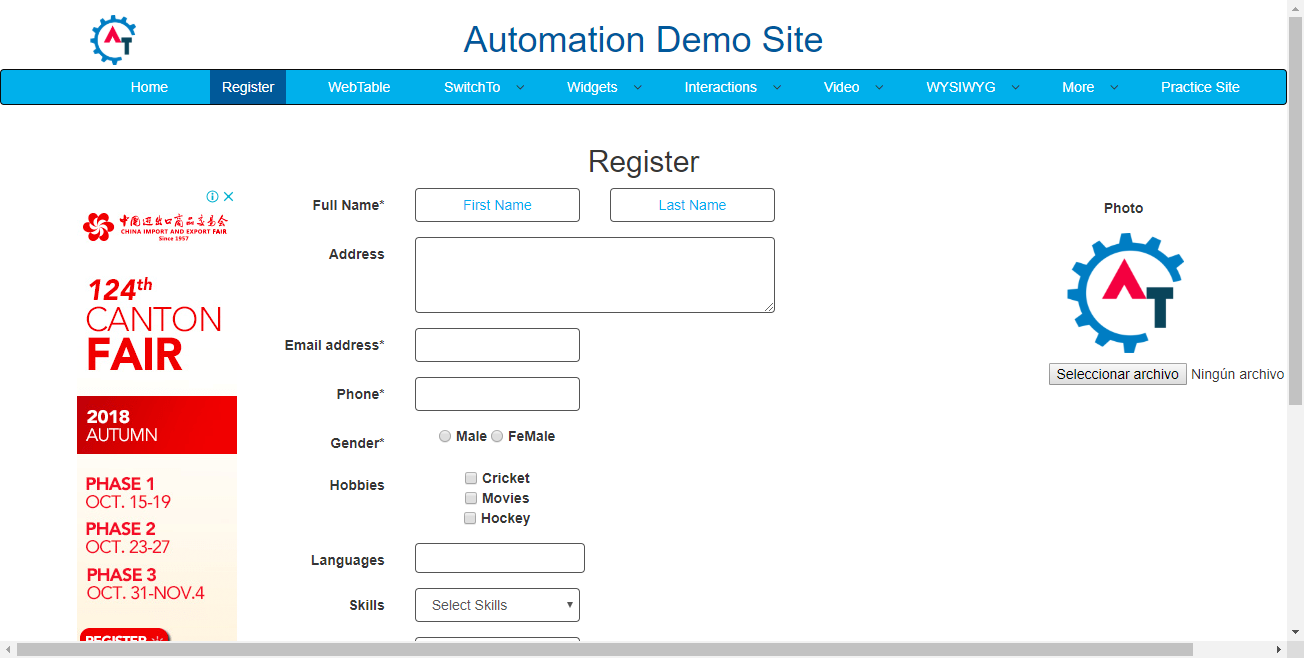 Automation Demo Site
Home Register WebTable SwitchTo Widgets Interactions Video WYSIWYG More Practice Site
Register
Full Name* First Name Last Name
Address
Email address*
Phone*
Gender* Male FeMale
Hobbies Cricket
Movies
Hockey
Languages
Skills Select Skills
Photo
AT
Seleccionar archivo Ningún archivo
中国进出口商品交易会
CHINA IMPORT AND EXPORT FAIR
Since 1957
124th
CANTON
FAIR
2018
AUTUMN
PHASE 1
OCT. 15-19
PHASE 2
OCT. 23-27
PHASE 3
OCT. 31-NOV.4
REGISTER